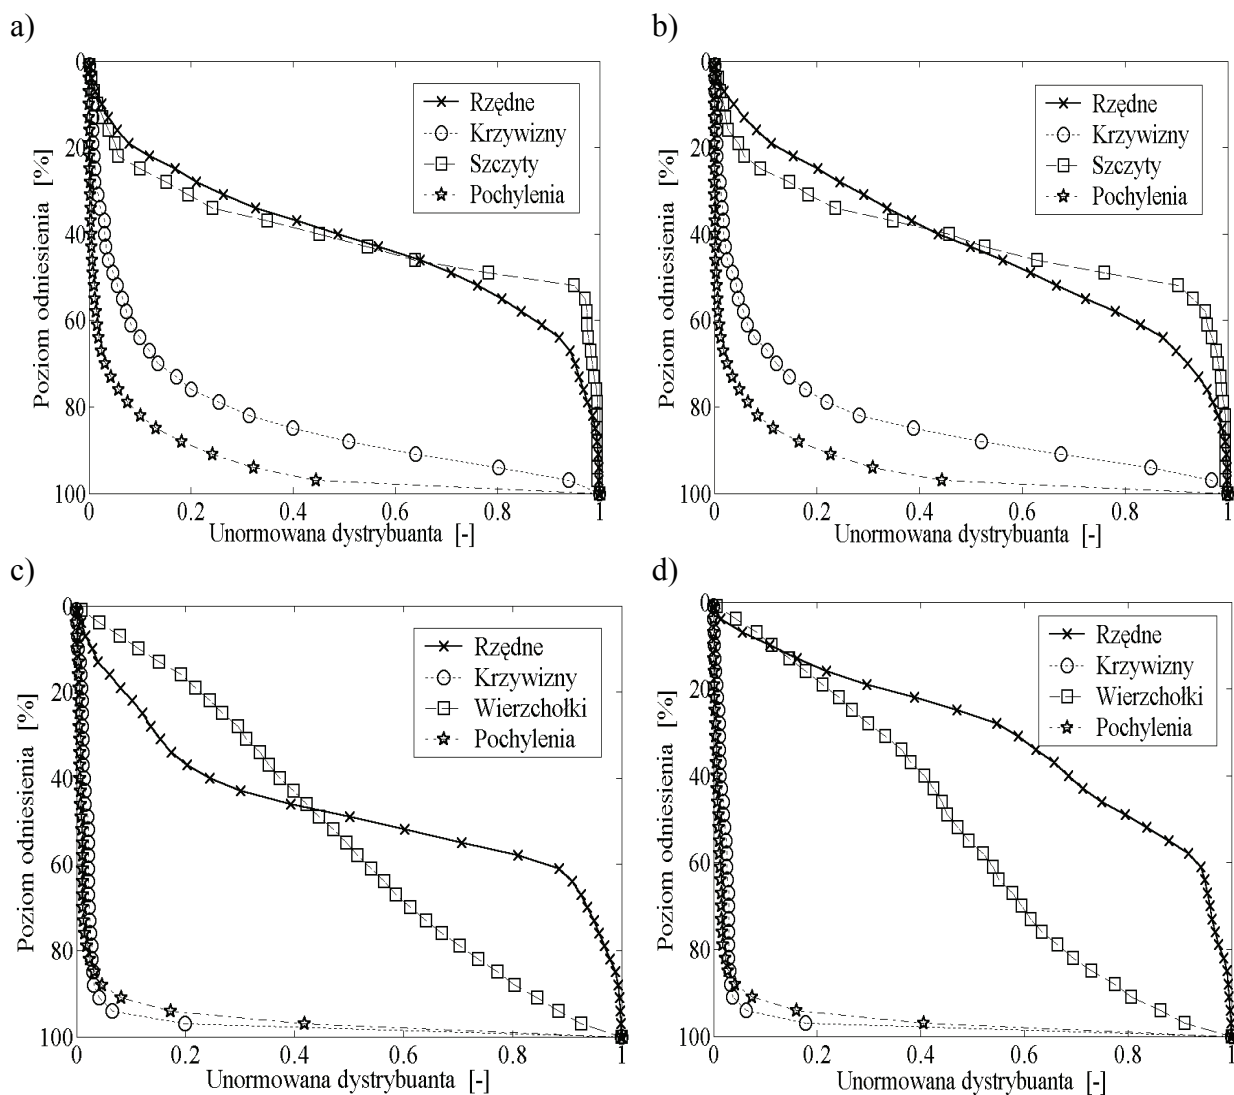 a)
0
20
40
60
80
100
Poziom odniesienia [%]
Rzędne
Krzywizny
Szczyty
Pochylenia
0 0.2 0.4 0.6 0.8 1
Unormowana dystrybuanta [-]
b)
0
20
40
60
80
100
Poziom odniesienia [%]
Rzędne
Krzywizny
Szczyty
Pochylenia
0 0.2 0.4 0.6 0.8 1
Unormowana dystrybuanta [-]
c)
0
20
40
60
80
100
Poziom odniesienia [%]
Rzędne
Krzywizny
Wierzchołki
Pochylenia
0 0.2 0.4 0.6 0.8 1
Unormowana dystrybuanta [-]
d)
0
20
40
60
80
100
Poziom odniesienia [%]
Rzędne
Krzywizny
Wierzchołki
Pochylenia
0 0.2 0.4 0.6 0.8 1
Unormowana dystrybuanta [-]